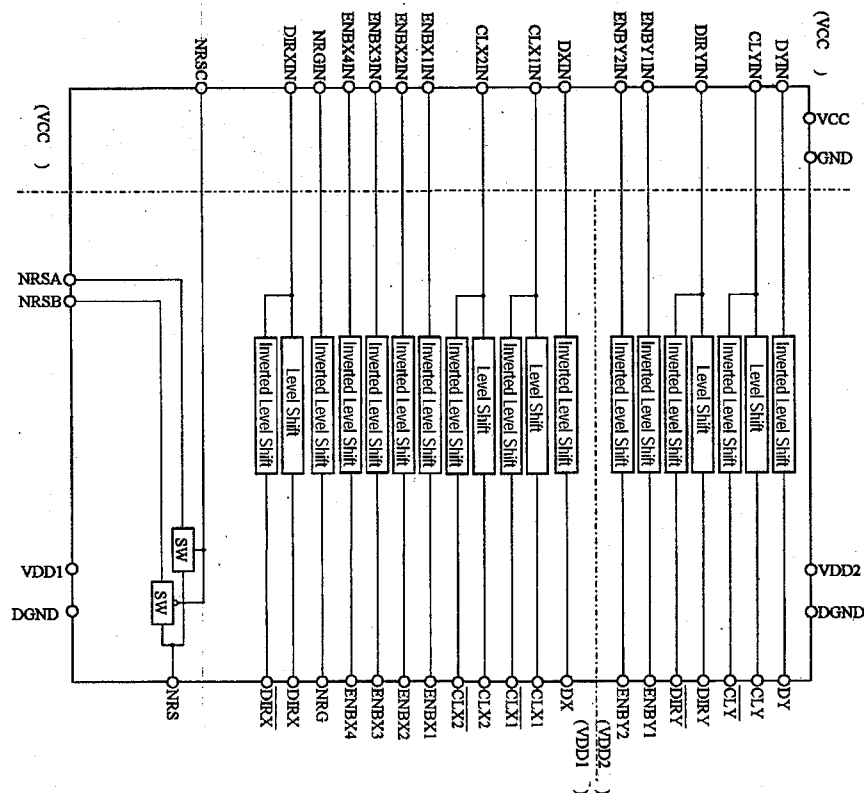 (VCC )
DYIN
CLYIN
DIRYIN
ENBY1IN
ENBY2IN
DXIN
CLX1IN
CLX2IN
ENBX1IN
ENBX2IN
ENBX3IN
ENBX4IN
NRGIN
DIRXIN
NRSC
(VCC )
VCC
GND
NRSA
NRSB
Inverted Level Shift
Level Shift
Inverted Level Shift
Level Shift
Inverted Level Shift
Inverted Level Shift
Inverted Level Shift
Inverted Level Shift
Level Shift
Inverted Level Shift
Level Shift
Inverted Level Shift
Inverted Level Shift
Inverted Level Shift
Inverted Level Shift
Inverted Level Shift
Inverted Level Shift
Level Shift
Inverted Level Shift
SW
SW
VDD1
DGND
VDD2
DGND
DY
CLY
CLY
DIRY
DIRY
ENBY1
ENBY2
(VDD2 )
(VDD1 )
DX
CLX1
CLX1
CLX2
CLX2
ENBX1
ENBX2
ENBX3
ENBX4
NRG
DIRX
DIRX
NRS